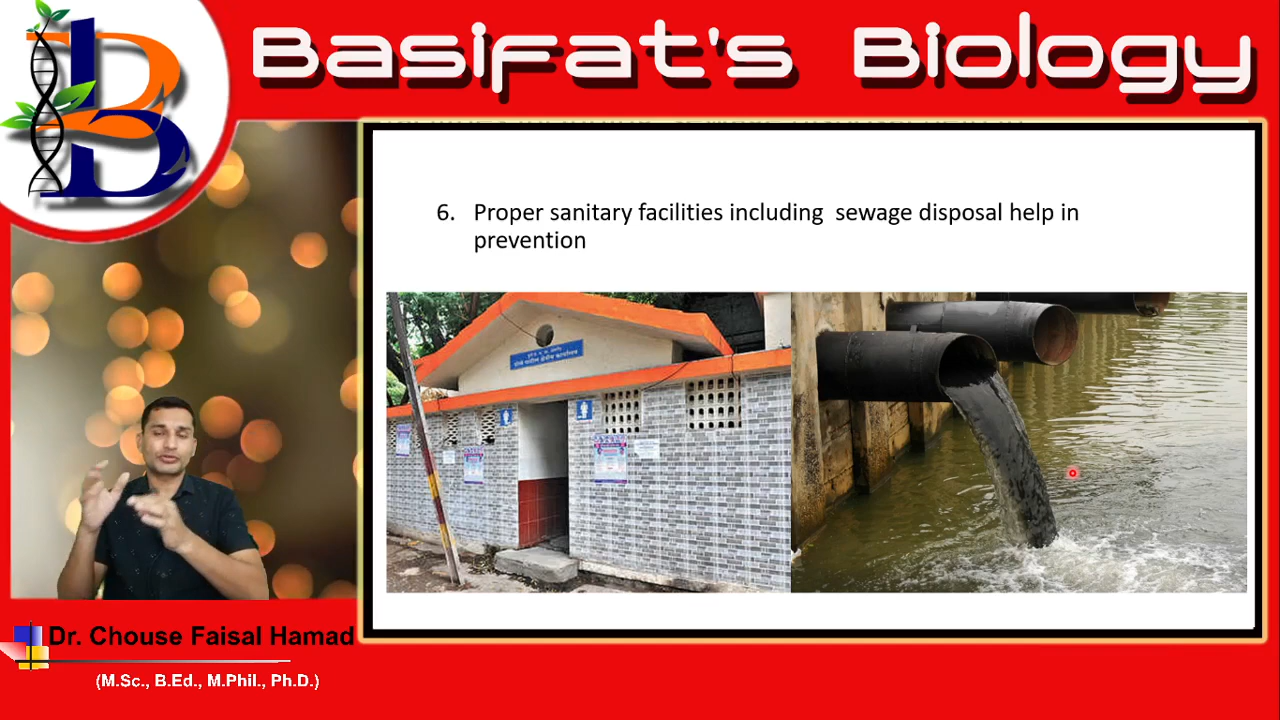 Basifat's Biology
6. Proper sanitary facilities including sewage disposal help in
prevention
Dr. Chouse Faisal Hamad
(M.Sc., B.Ed., M.Phil., Ph.D.)